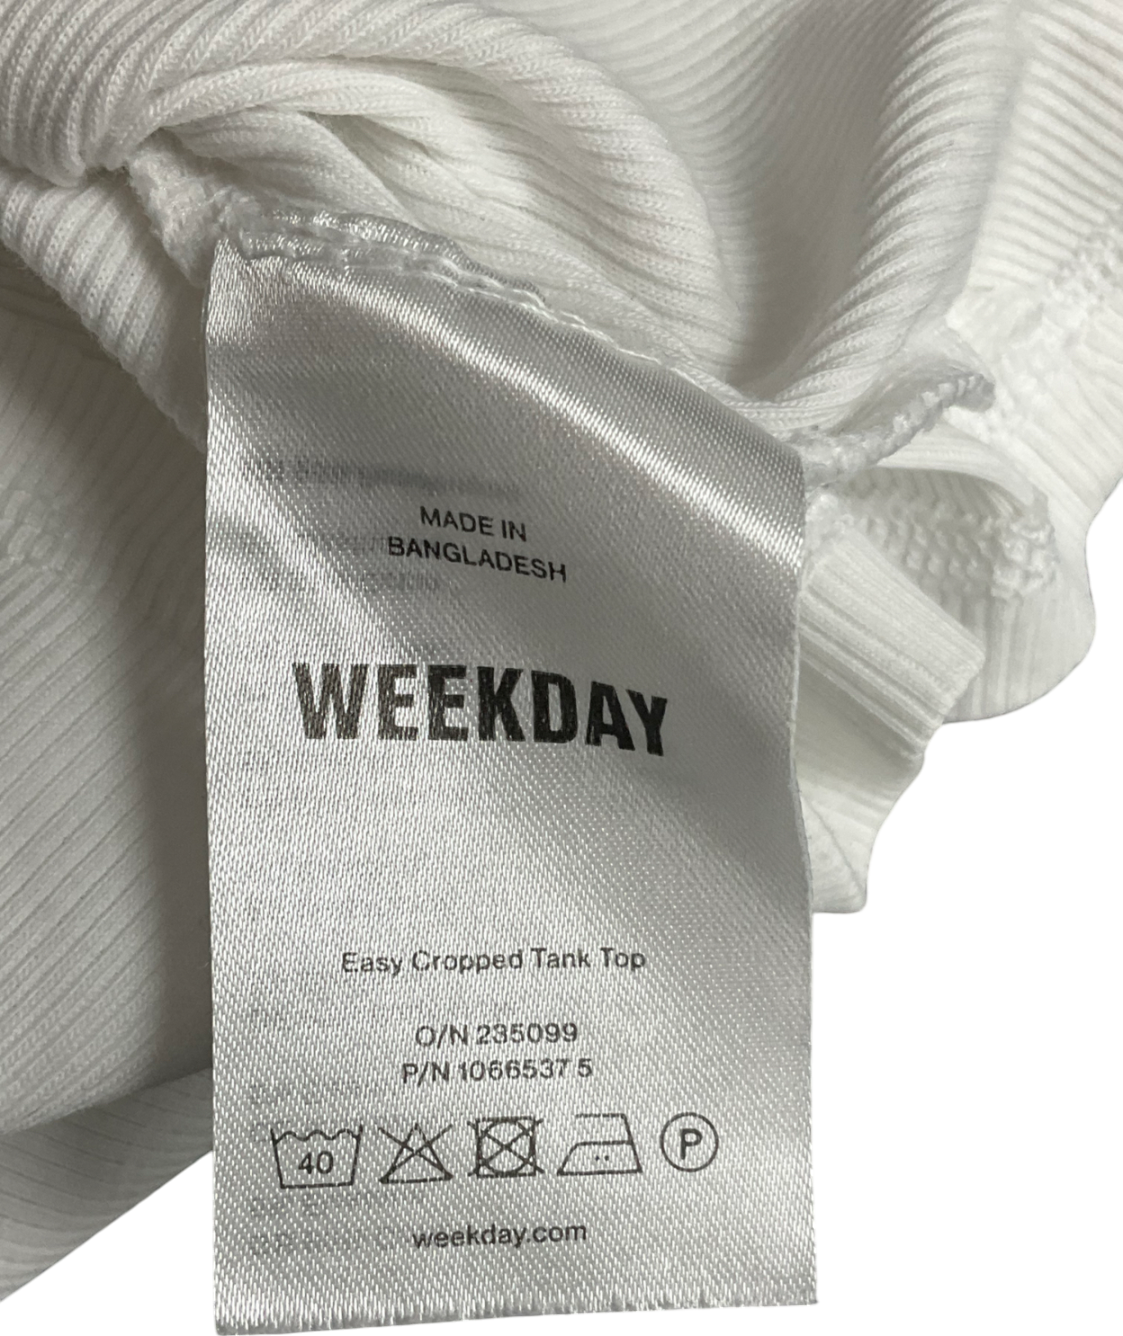 MADE IN
BANGLADESH
WEEKDAY
Easy Cropped Tank Top
O/N 235099
P/N 1066537 5
40
P
weekday.com